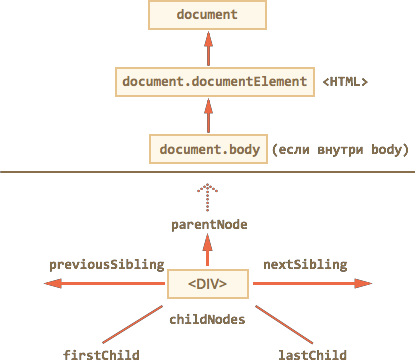 document
document.documentElement <HTML>
document.body (если внутри body)
parentNode
previousSibling nextSibling
<DIV>
childNodes
firstChild lastChild